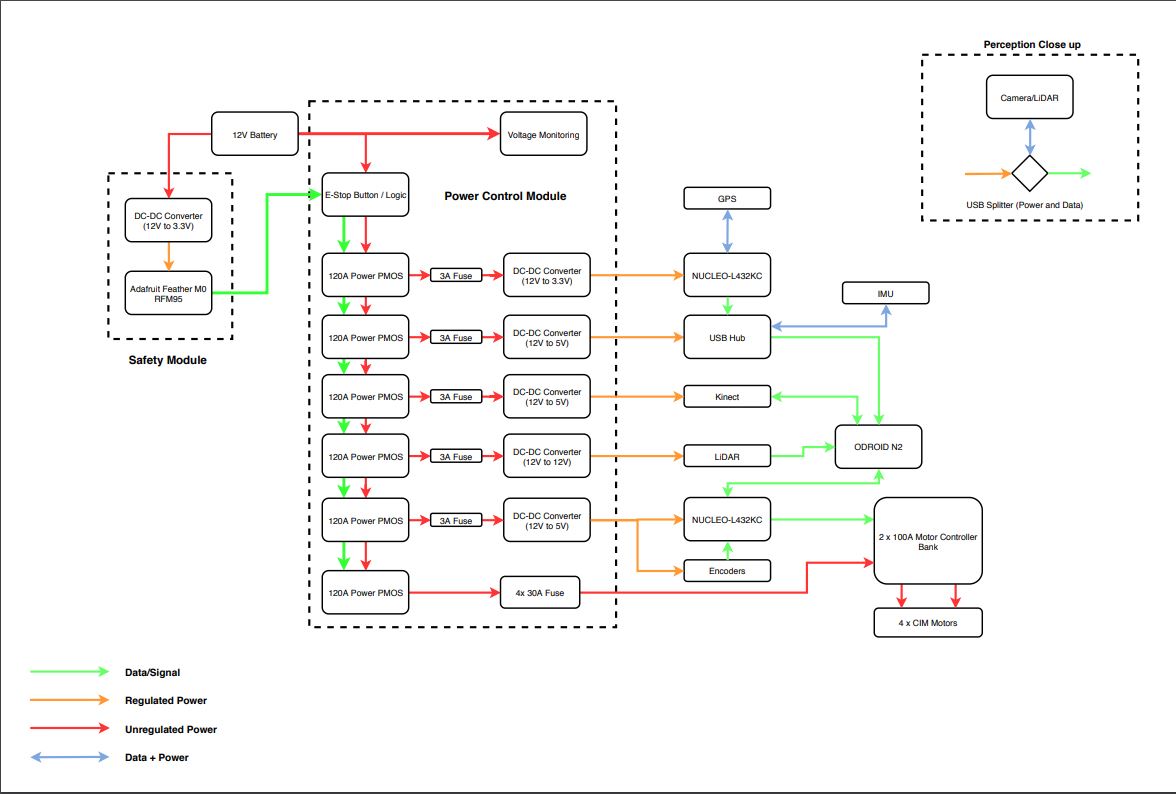 Perception Close up
Camera/LiDAR
USB Splitter (Power and Data)
12V Battery
Voltage Monitoring
E-Stop Button / Logic
Power Control Module
DC-DC Converter
(12V to 3.3V)
Adafruit Feather M0
RFM95
Safety Module
GPS
120A Power PMOS
3A Fuse
DC-DC Converter
(12V to 3.3V)
NUCLEO-L432KC
IMU
120A Power PMOS
3A Fuse
DC-DC Converter
(12V to 5V)
USB Hub
120A Power PMOS
3A Fuse
DC-DC Converter
(12V to 5V)
Kinect
120A Power PMOS
3A Fuse
DC-DC Converter
(12V to 12V)
LiDAR
ODROID N2
120A Power PMOS
3A Fuse
DC-DC Converter
(12V to 5V)
NUCLEO-L432KC
2 x 100A Motor Controller
Bank
Encoders
120A Power PMOS
4x 30A Fuse
4 x CIM Motors
Data/Signal
Regulated Power
Unregulated Power
Data + Power